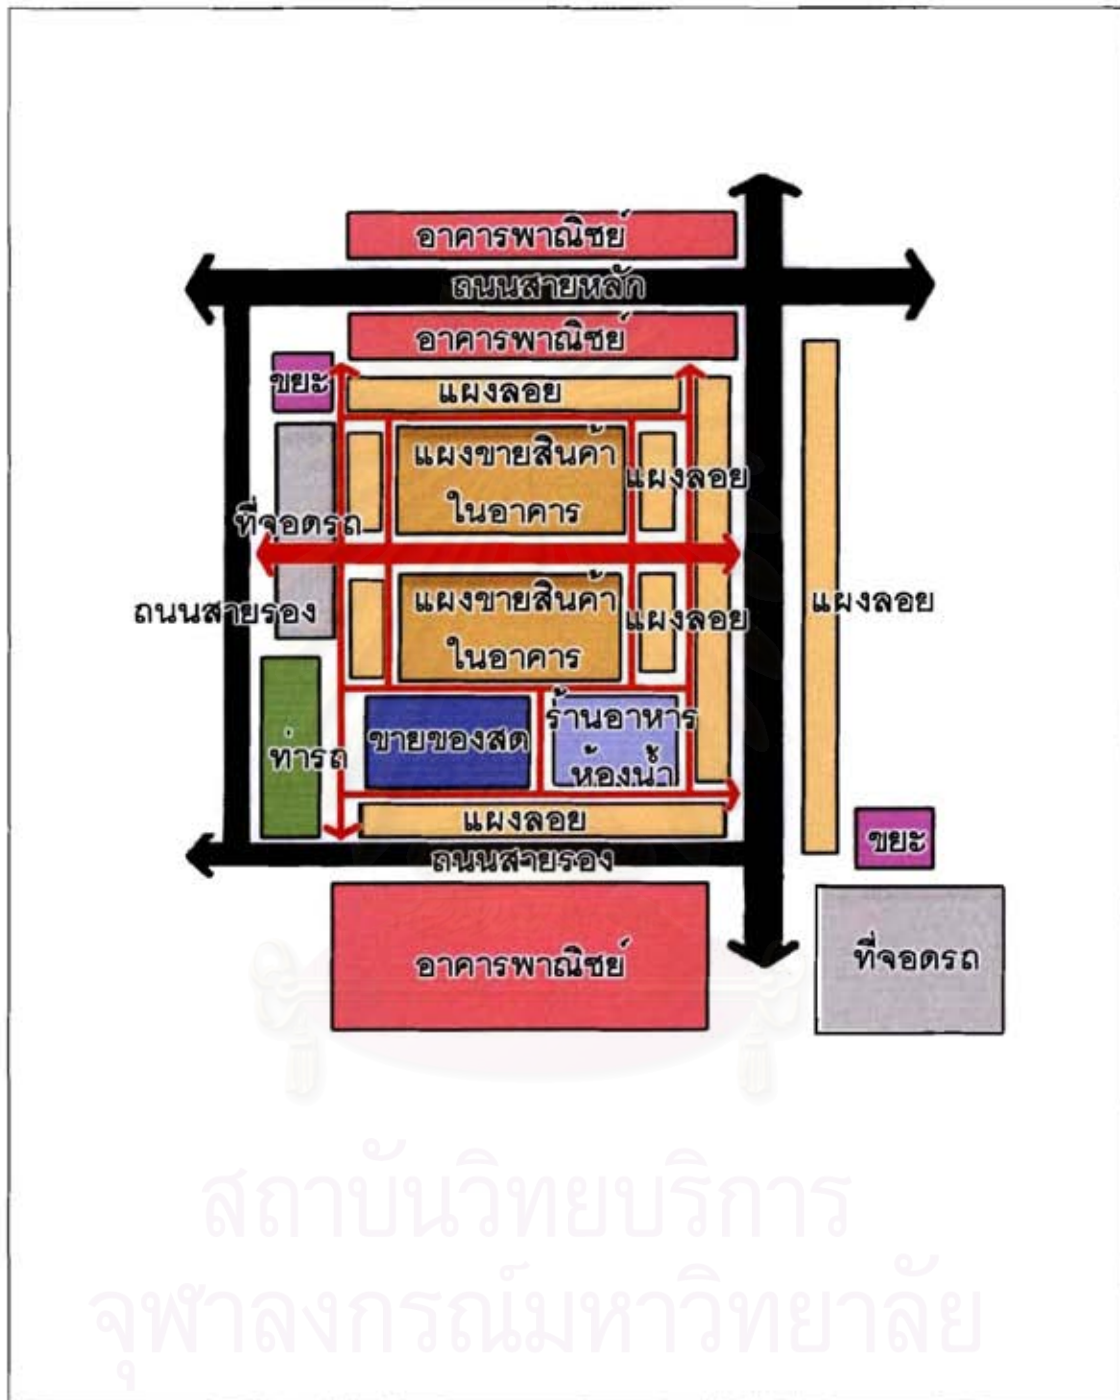 อาคารพาณิชย์
ถนนสายหลัก
อาคารพาณิชย์
ขยะ
แผงลอย
แผงขายสินค้า
ในอาคาร
แผงลอย
ที่จอดรถ
แผงขายสินค้า
ในอาคาร
แผงลอย
ถนนสายรอง
แผงลอย
ร้านอาหาร
ห้องน้ำ
ขายของสด
ท่ารถ
แผงลอย
ขยะ
ถนนสายรอง
อาคารพาณิชย์
ที่จอดรถ
สถาบันวิทยบริการ
จุฬาลงกรณ์มหาวิทยาลัย